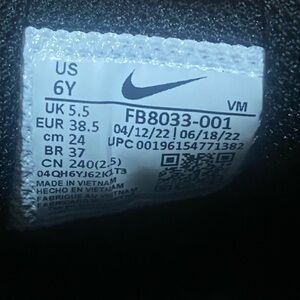 US
6Y
VM
UK 5.5
FB8033-001
EUR 38.5
04/12/22 | 06/18/22
cm 24
UPC 00196154771382
BR 37
CN 240(2.5)
04QH6YJ62K1T3
MADE IN VIETNAM
HECHO EN VIETNAM
FABRIQUE AU VIETNAM